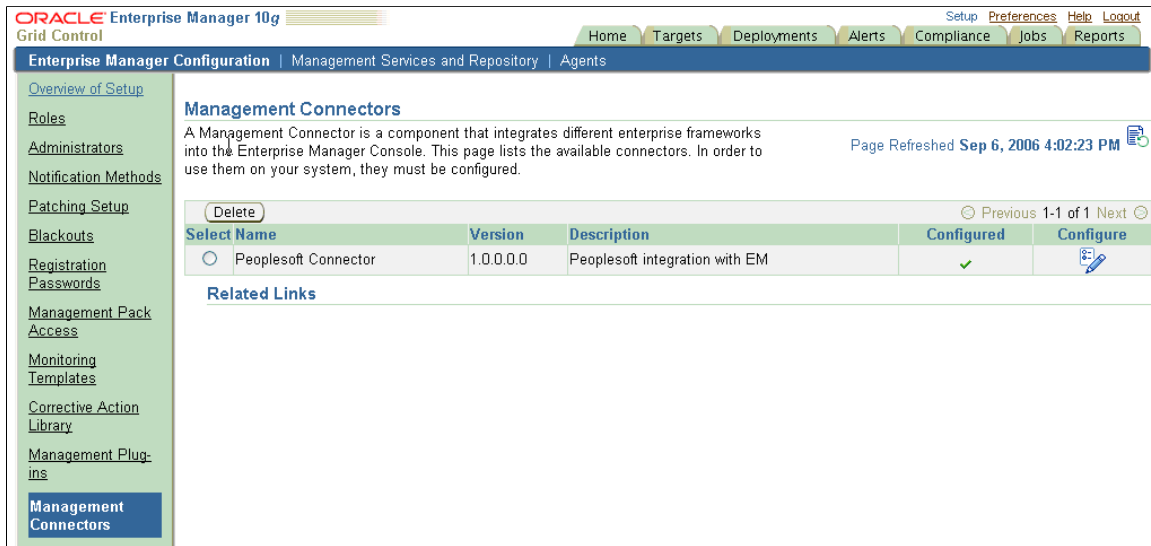 ORACLE Enterprise Manager 10g
Grid Control
Setup Preferences Help Logout
Home Targets Deployments Alerts Compliance Jobs Reports
Enterprise Manager Configuration | Management Services and Repository | Agents
Overview of Setup
Roles
Administrators
Notification Methods
Patching Setup
Blackouts
Registration
Passwords
Management Pack
Access
Monitoring
Templates
Corrective Action
Library
Management Plug-
ins
Management
Connectors
Management Connectors
A Management Connector is a component that integrates different enterprise frameworks
into the Enterprise Manager Console. This page lists the available connectors. In order to
use them on your system, they must be configured.
Page Refreshed Sep 6, 2006 4:02:23 PM
Delete
Previous 1-1 of 1 Next
Select Name Version Description Configured Configure
Peoplesoft Connector 1.0.0.0.0 Peoplesoft integration with EM
Related Links